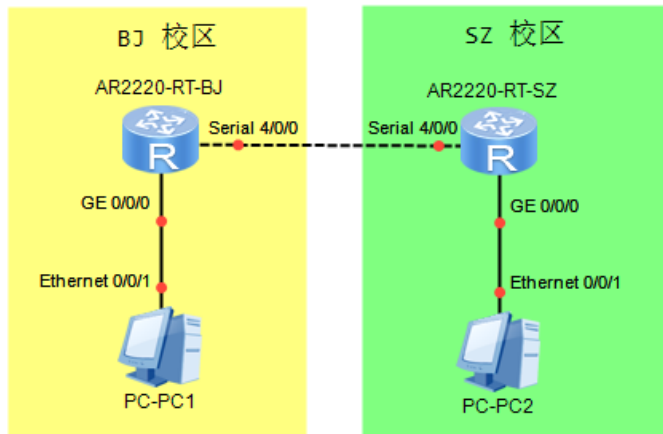 BJ 校区
SZ 校区
AR2220-RT-BJ
AR2220-RT-SZ
Serial 4/0/0
Serial 4/0/0
R
R
GE 0/0/0
GE 0/0/0
Ethernet 0/0/1
Ethernet 0/0/1
PC-PC1
PC-PC2